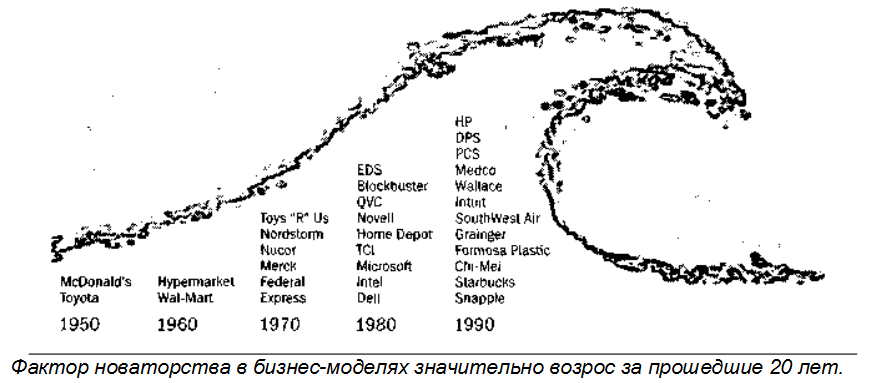 HP
DPS
PCS
EDS Medco
Blockbuster Wallace
QVC Intuit
Toys "R" Us Novell SouthWest Air
Nordstorm Home Depot Grainger
Nucor TCI Formosa Plastic
Merck Microsoft Chi-Mei
McDonald's Hypermarket Federal Intel Starbucks
Toyota Wal-Mart Express Dell Snapple
1950 1960 1970 1980 1990
Фактор новаторства в бизнес-моделях значительно возрос за прошедшие 20 лет.